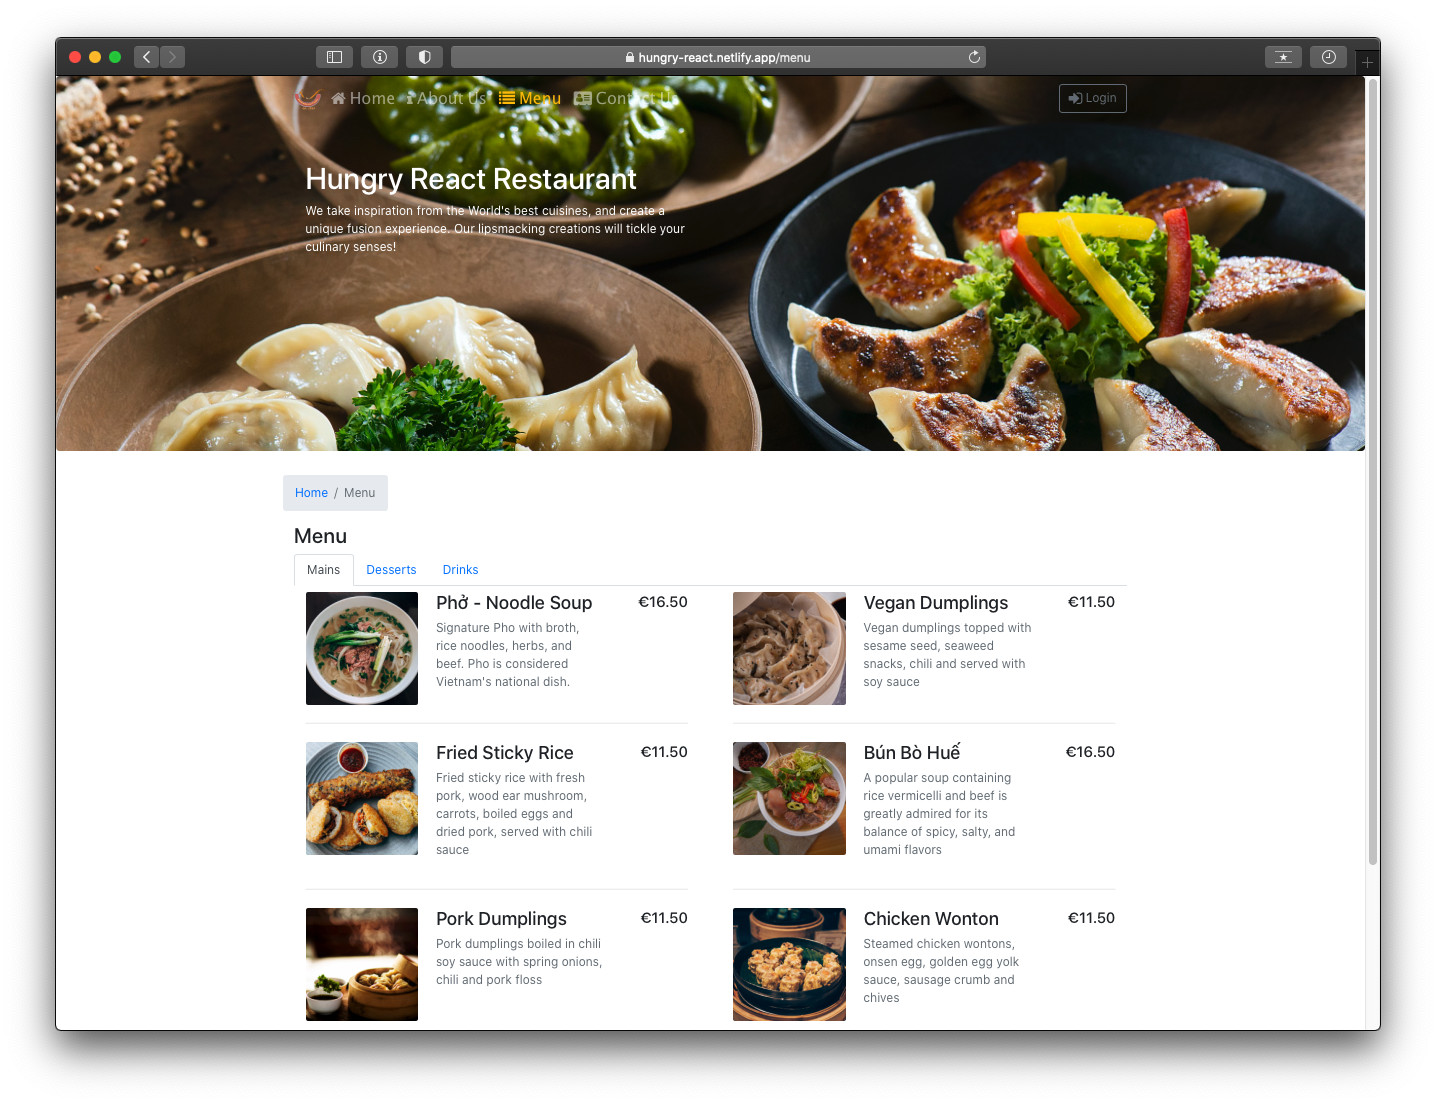 hungry-react.netlify.app/menu
Home About Us Menu Contact Us Login
Hungry React Restaurant
We take inspiration from the World's best cuisines, and create a
unique fusion experience. Our lipsmacking creations will tickle your
culinary senses!
Home / Menu
Menu
Mains Desserts Drinks
Phở - Noodle Soup €16.50
Signature Pho with broth,
rice noodles, herbs, and
beef. Pho is considered
Vietnam's national dish.
Vegan Dumplings €11.50
Vegan dumplings topped with
sesame seed, seaweed
snacks, chili and served with
soy sauce
Fried Sticky Rice €11.50
Fried sticky rice with fresh
pork, wood ear mushroom,
carrots, boiled eggs and
dried pork, served with chili
sauce
Bún Bò Huế €16.50
A popular soup containing
rice vermicelli and beef is
greatly admired for its
balance of spicy, salty, and
umami flavors
Pork Dumplings €11.50
Pork dumplings boiled in chili
soy sauce with spring onions,
chili and pork floss
Chicken Wonton €11.50
Steamed chicken wontons,
onsen egg, golden egg yolk
sauce, sausage crumb and
chives